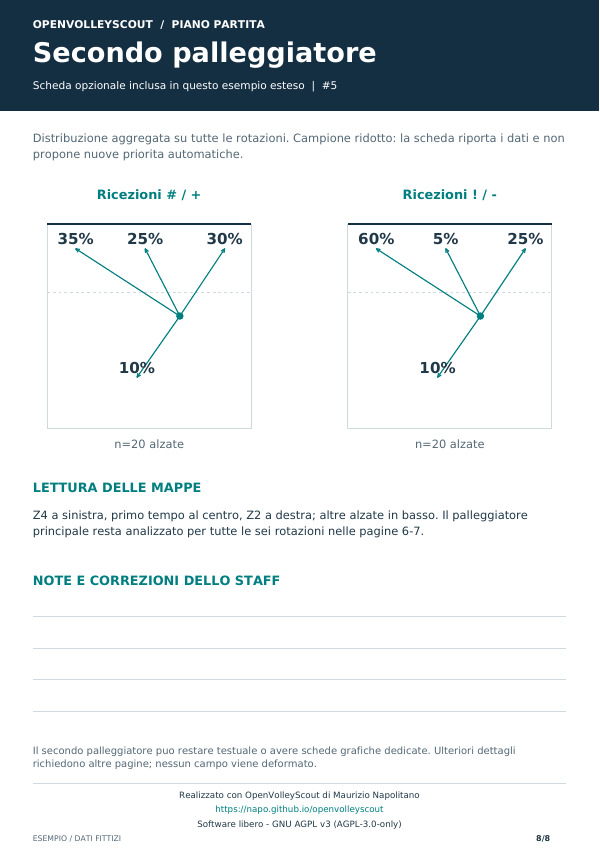 OPENVOLLEYSCOUT / PIANO PARTITA
Secondo palleggiatore
Scheda opzionale inclusa in questo esempio esteso | #5
Distribuzione aggregata su tutte le rotazioni. Campione ridotto: la scheda riporta i dati e non
propone nuove priorita automatiche.
Ricezioni # / +
35% 25% 30%
10%
n=20 alzate
Ricezioni ! / -
60% 5% 25%
10%
n=20 alzate
LETTURA DELLE MAPPE
Z4 a sinistra, primo tempo al centro, Z2 a destra; altre alzate in basso. Il palleggiatore
principale resta analizzato per tutte le sei rotazioni nelle pagine 6-7.
NOTE E CORREZIONI DELLO STAFF
Il secondo palleggiatore puo restare testuale o avere schede grafiche dedicate. Ulteriori dettagli
richiedono altre pagine; nessun campo viene deformato.
Realizzato con OpenVolleyScout di Maurizio Napolitano
https://napo.github.io/openvolleyscout
Software libero - GNU AGPL v3 (AGPL-3.0-only)
ESEMPIO / DATI FITTIZI 8/8